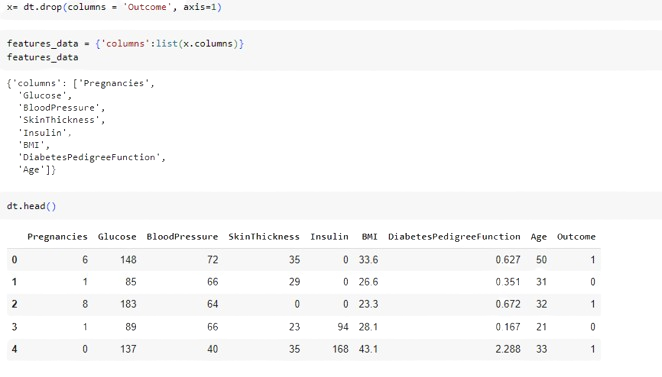 x= dt.drop(columns = 'Outcome', axis=1)
features_data = {'columns':list(x.columns)}
features_data
{'columns': ['Pregnancies',
'Glucose',
'BloodPressure',
'SkinThickness',
'Insulin',
'BMI',
'DiabetesPedigreeFunction',
'Age']}
dt.head()
Pregnancies Glucose BloodPressure SkinThickness Insulin BMI DiabetesPedigreeFunction Age Outcome
0 6 148 72 35 0 33.6 0.627 50 1
1 1 85 66 29 0 26.6 0.351 31 0
2 8 183 64 0 0 23.3 0.672 32 1
3 1 89 66 23 94 28.1 0.167 21 0
4 0 137 40 35 168 43.1 2.288 33 1